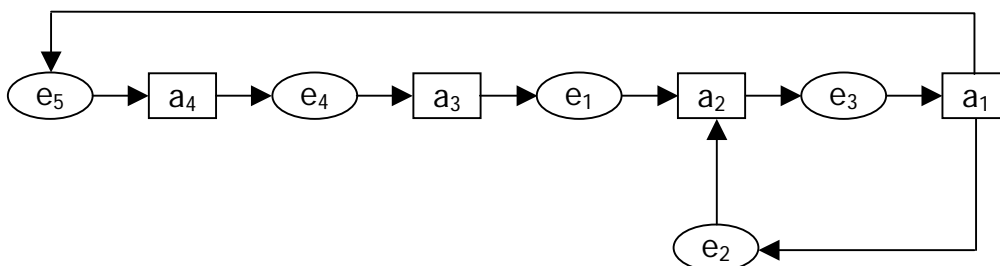 e₅ a₄ e₄ a₃ e₁ a₂ e₃ a₁
e₂